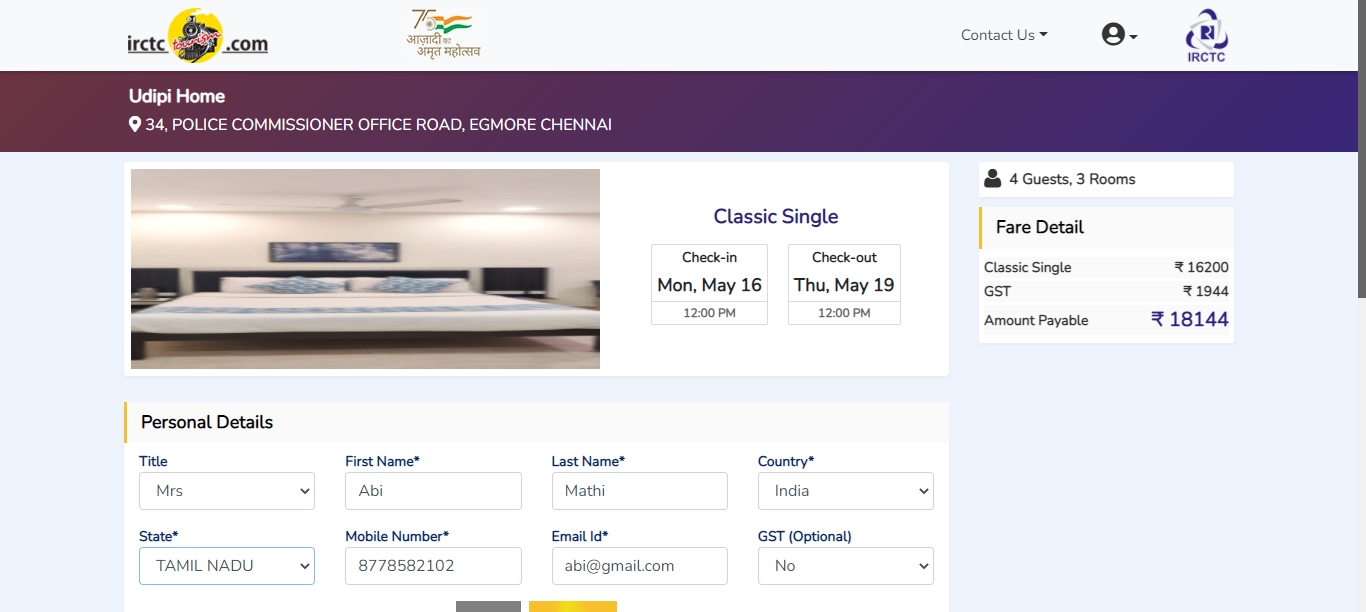 irctc tourism .com
75
आज़ादी का
अमृत महोत्सव
Contact Us
IRCTC
Udipi Home
34, POLICE COMMISSIONER OFFICE ROAD, EGMORE CHENNAI
Classic Single
Check-in
Mon, May 16
12:00 PM
Check-out
Thu, May 19
12:00 PM
4 Guests, 3 Rooms
Fare Detail
Classic Single ₹ 16200
GST ₹ 1944
Amount Payable ₹ 18144
Personal Details
Title First Name* Last Name* Country*
Mrs Abi Mathi India
State* Mobile Number* Email Id* GST (Optional)
TAMIL NADU 8778582102 abi@gmail.com No